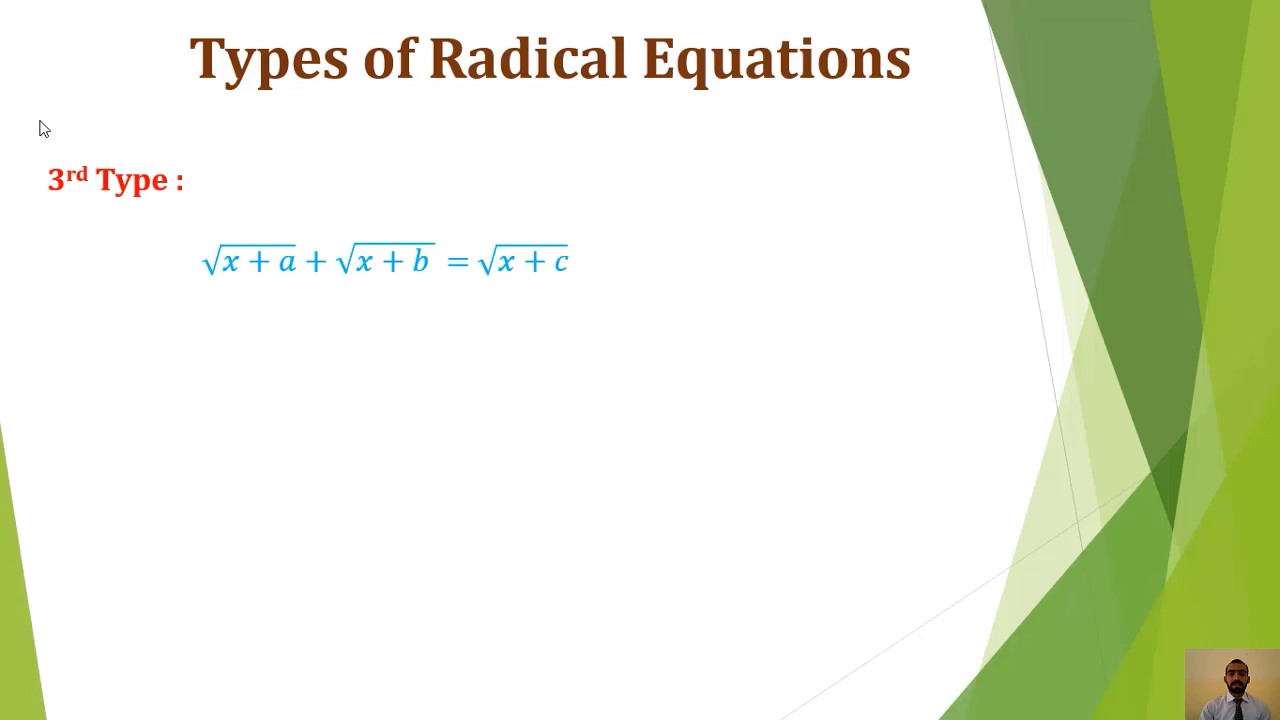 Types of Radical Equations
3rd Type :
√x + a + √x + b = √x + c